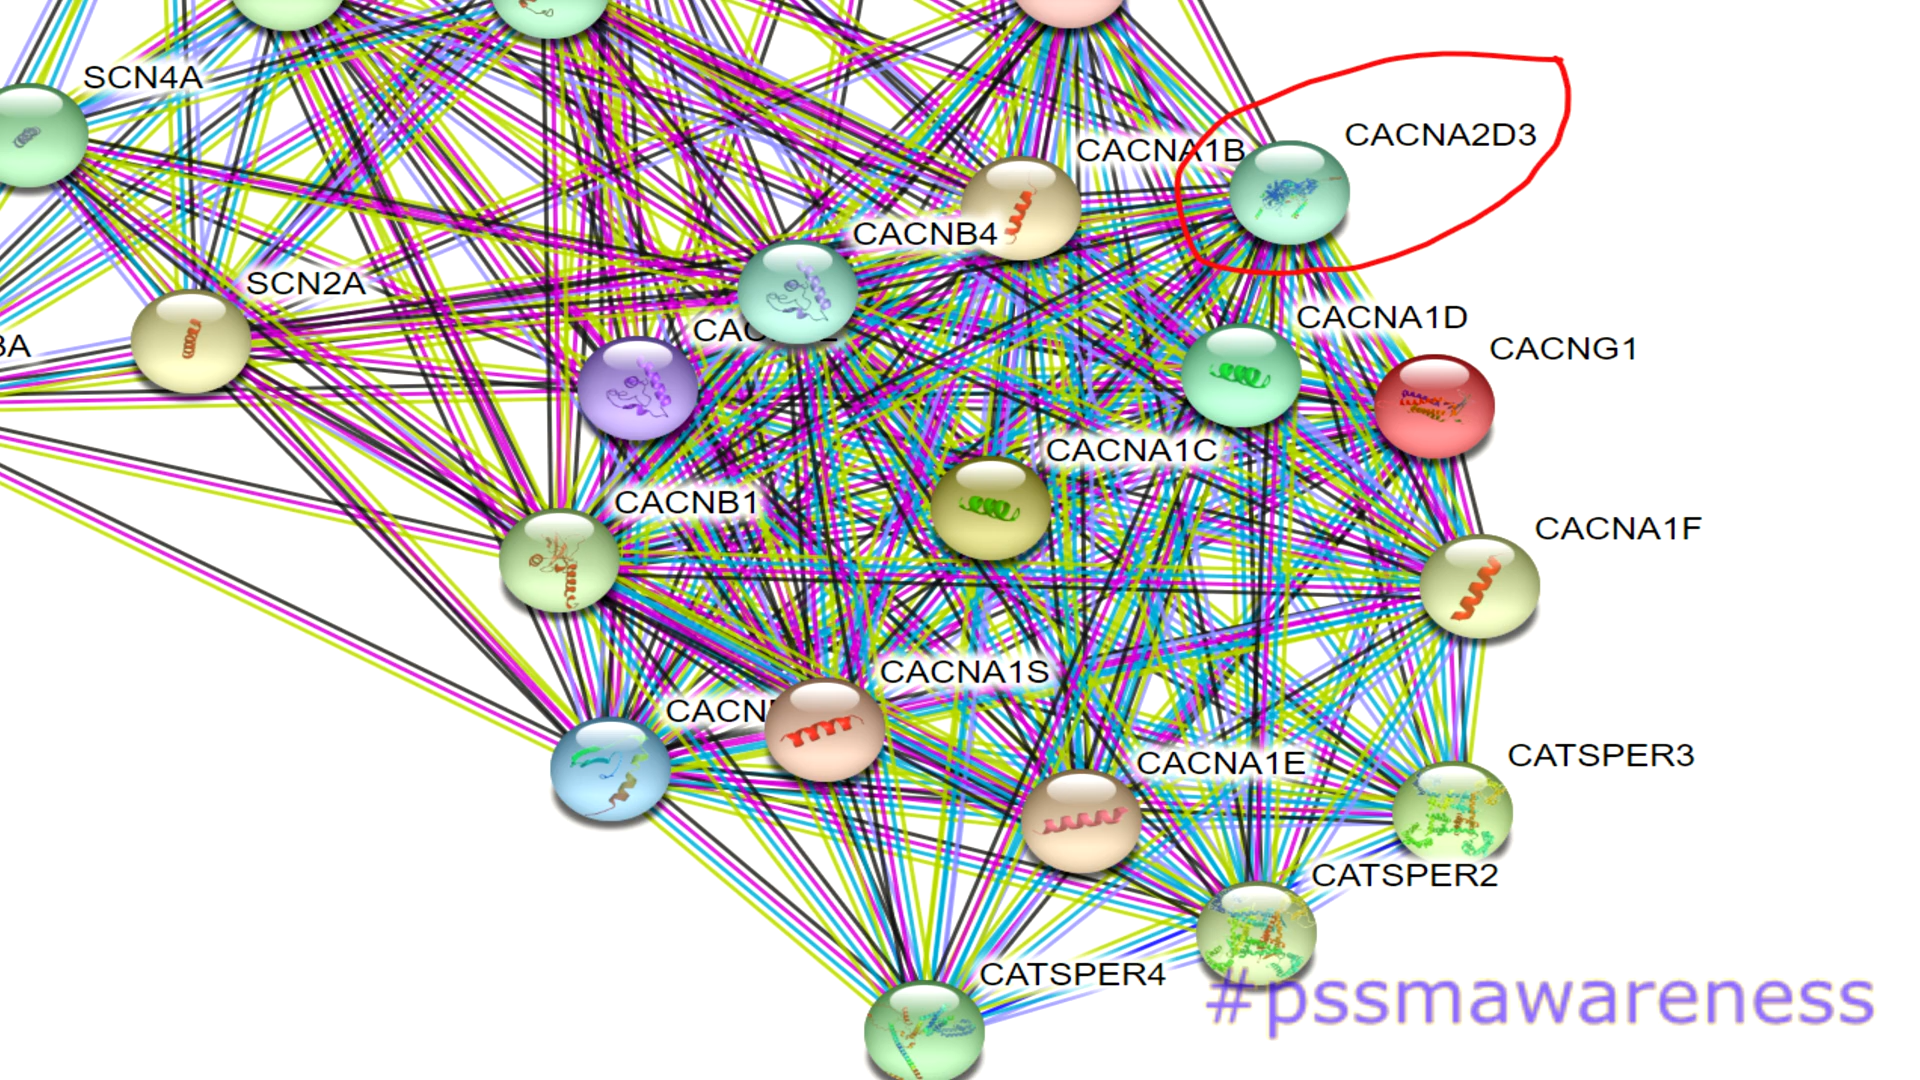 SCN4A
CACNA2D3
CACNA1B
CACNB4
SCN2A
CACNA1D
CACNG1
CACNA1C
CACNB1
CACNA1F
CACNA1S
CACNA1E
CATSPER3
CATSPER2
CATSPER4
#pssmawareness